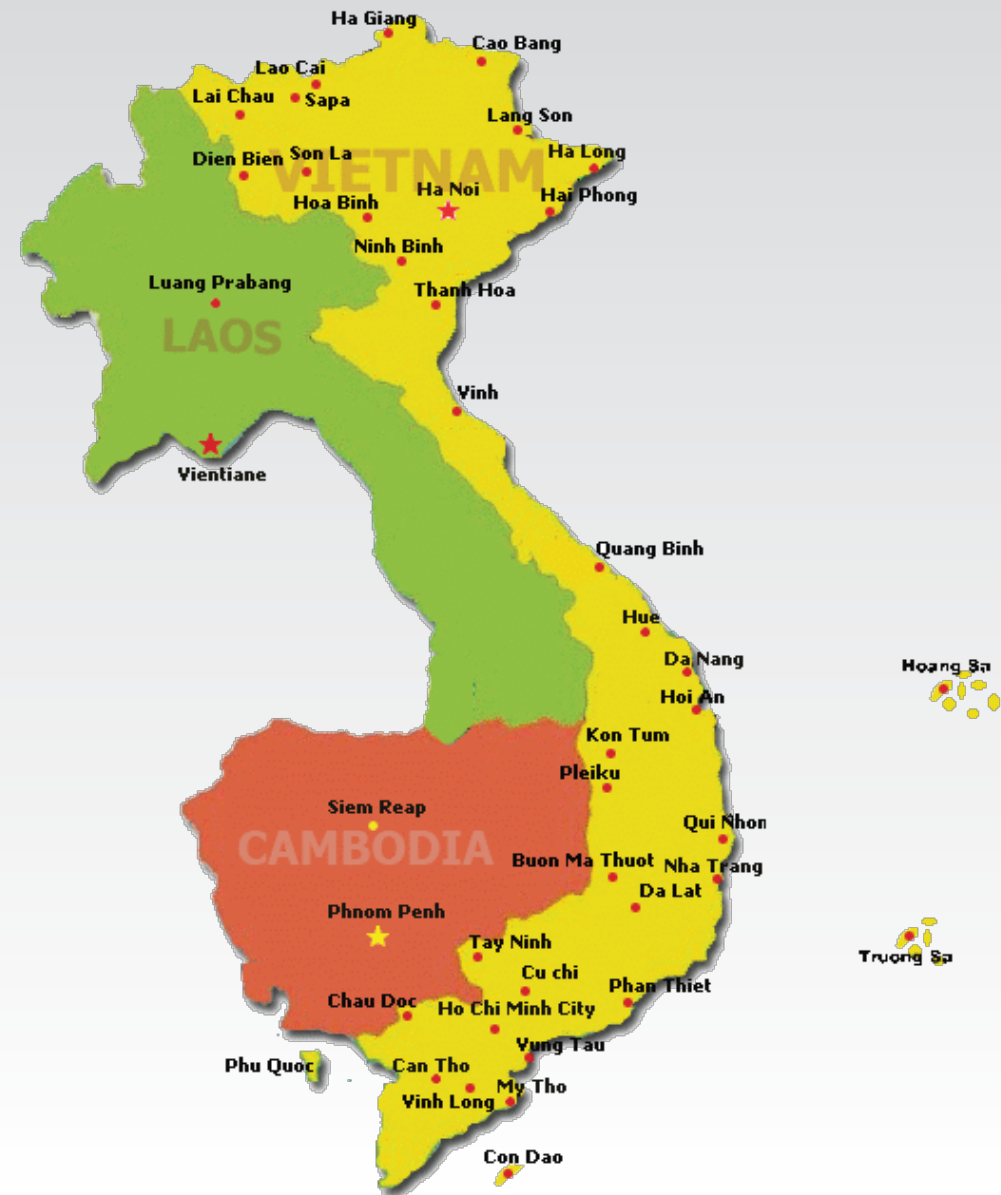 Ha Giang
Cao Bang
Lao Cai
Lai Chau
Sapa
Lang Son
VIETNAM
Ha Long
Dien Bien
Son La
Ha Noi
Hai Phong
Hoa Binh
Ninh Binh
Luang Prabang
Thanh Hoa
LAOS
Vinh
Vientiane
Quang Binh
Hue
Da Nang
Hoang Sa
Hoi An
Kon Tum
Pleiku
Siem Reap
Qui Nhon
CAMBODIA
Buon Ma Thuot
Nha Trang
Da Lat
Phnom Penh
Tay Ninh
Truong Sa
Cu chi
Phan Thiet
Chau Doc
Ho Chi Minh City
Vung Tau
Phu Quoc
Can Tho
My Tho
Vinh Long
Con Dao